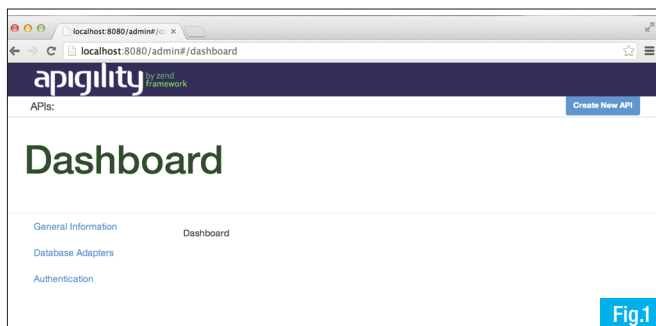 localhost:8080/admin#/d
localhost:8080/admin#/dashboard
apigility by zend framework
APIs:
Create New API
Dashboard
General Information
Dashboard
Database Adapters
Authentication
Fig.1